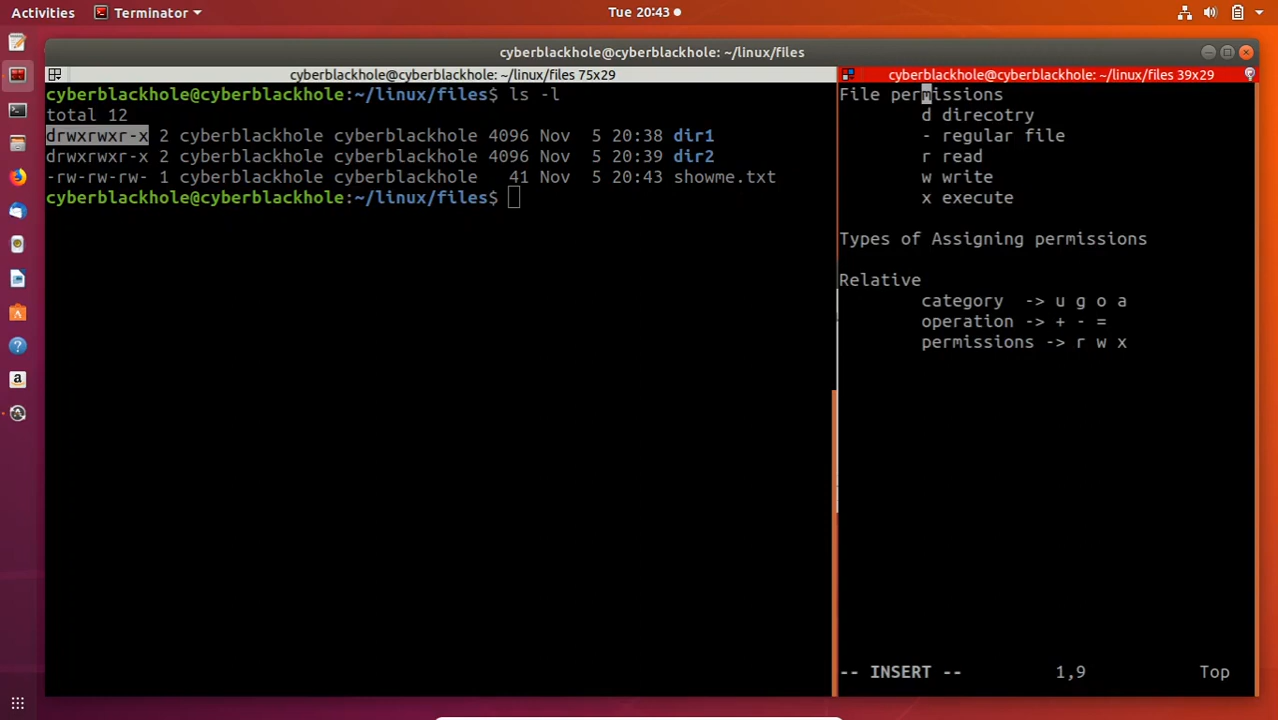 Activities Terminator Tue 20:43
cyberblackhole@cyberblackhole: ~/linux/files
cyberblackhole@cyberblackhole: ~/linux/files 75x29
cyberblackhole@cyberblackhole:~/linux/files$ ls -l
total 12
drwxrwxr-x 2 cyberblackhole cyberblackhole 4096 Nov  5 20:38 dir1
drwxrwxr-x 2 cyberblackhole cyberblackhole 4096 Nov  5 20:39 dir2
-rw-rw-rw- 1 cyberblackhole cyberblackhole   41 Nov  5 20:43 showme.txt
cyberblackhole@cyberblackhole:~/linux/files$
cyberblackhole@cyberblackhole: ~/linux/files 39x29
File permissions
d direcotry
- regular file
r read
w write
x execute
Types of Assigning permissions
Relative
category  -> u g o a
operation -> + - =
permissions -> r w x
-- INSERT -- 1,9 Top